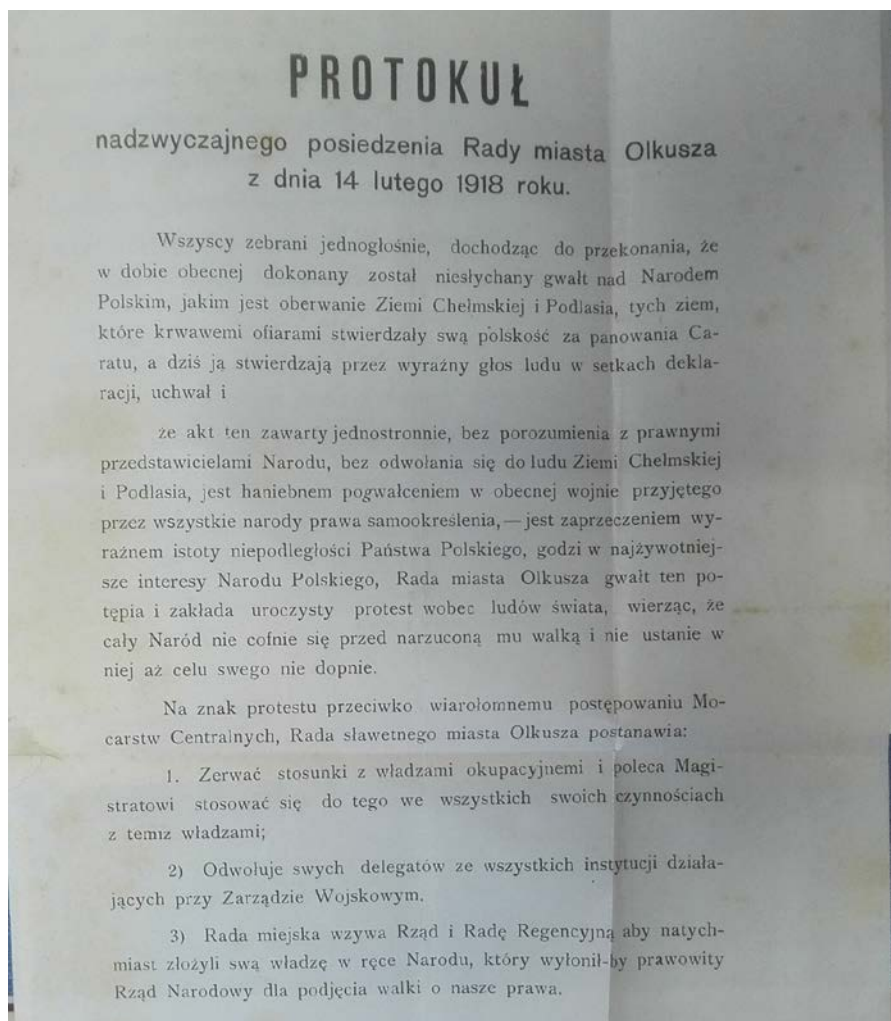 PROTOKUŁ
nadzwyczajnego posiedzenia Rady miasta Olkusza
z dnia 14 lutego 1918 roku.
Wszyscy zebrani jednogłośnie, dochodząc do przekonania, że
w dobie obecnej dokonany został niesłychany gwałt nad Narodem
Polskim, jakim jest oberwanie Ziemi Chełmskiej i Podlasia, tych ziem,
które krwawemi ofiarami stwierdzały swą polskość za panowania Ca-
ratu, a dziś ją stwierdzają przez wyraźny głos ludu w setkach dekla-
racji, uchwał i
że akt ten zawarty jednostronnie, bez porozumienia z prawnymi
przedstawicielami Narodu, bez odwołania się do ludu Ziemi Chełmskiej
i Podlasia, jest haniebnem pogwałceniem w obecnej wojnie przyjętego
przez wszystkie narody prawa samookreślenia,—jest zaprzeczeniem wy-
raźnem istoty niepodległości Państwa Polskiego, godzi w najżywotniej-
sze interesy Narodu Polskiego, Rada miasta Olkusza gwałt ten po-
tępia i zakłada uroczysty protest wobec ludów świata, wierząc, że
cały Naród nie cofnie się przed narzuconą mu walką i nie ustanie w
niej aż celu swego nie dopnie.
Na znak protestu przeciwko wiarołomnemu postępowaniu Mo-
carstw Centralnych, Rada sławetnego miasta Olkusza postanawia:
1. Zerwać stosunki z władzami okupacyjnemi i poleca Magi-
stratowi stosować się do tego we wszystkich swoich czynnościach
z temiz władzami;
2) Odwołuje swych delegatów ze wszystkich instytucji działa-
jących przy Zarządzie Wojskowym.
3) Rada miejska wzywa Rząd i Radę Regencyjną aby natych-
miast złożyli swą władzę w ręce Narodu, który wyłonił-by prawowity
Rząd Narodowy dla podjęcia walki o nasze prawa.